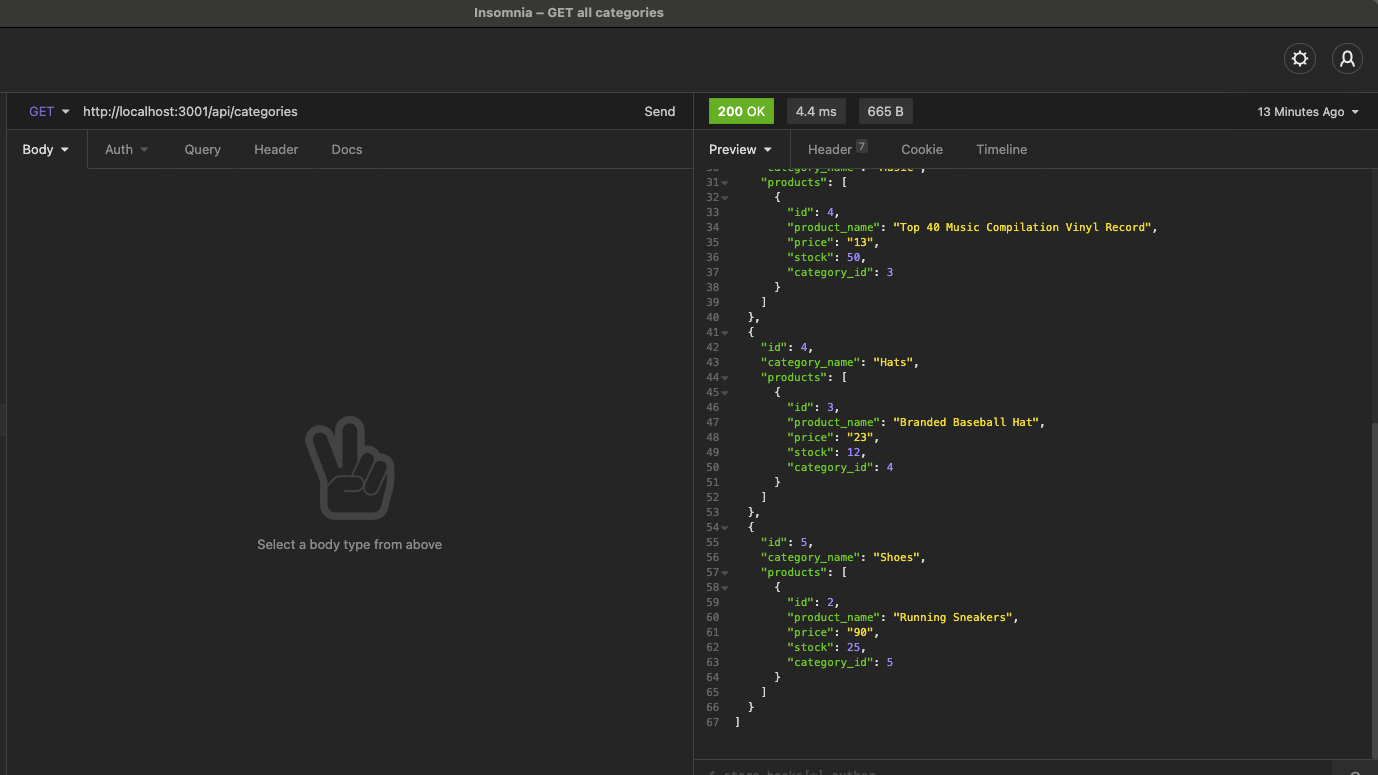 Insomnia – GET all categories
GET http://localhost:3001/api/categories Send
200 OK 4.4 ms 665 B 13 Minutes Ago
Body Auth Query Header Docs
Preview Header 7 Cookie Timeline
30 "category_name": "Music",
31 "products": [
32 {
33 "id": 4,
34 "product_name": "Top 40 Music Compilation Vinyl Record",
35 "price": "13",
36 "stock": 50,
37 "category_id": 3
38 }
39 ]
40 },
41 {
42 "id": 4,
43 "category_name": "Hats",
44 "products": [
45 {
46 "id": 3,
47 "product_name": "Branded Baseball Hat",
48 "price": "23",
49 "stock": 12,
50 "category_id": 4
51 }
52 ]
53 },
54 {
55 "id": 5,
56 "category_name": "Shoes",
57 "products": [
58 {
59 "id": 2,
60 "product_name": "Running Sneakers",
61 "price": "90",
62 "stock": 25,
63 "category_id": 5
64 }
65 ]
66 }
67 ]
Select a body type from above
$.store.books[*].author